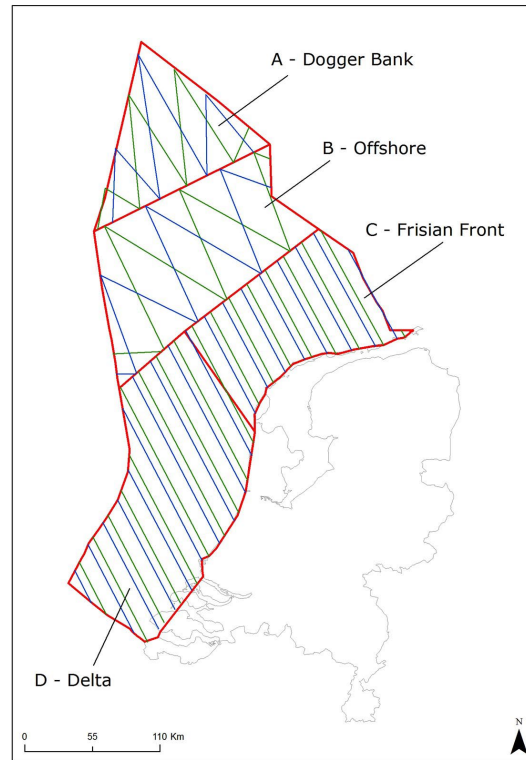 A - Dogger Bank
B - Offshore
C - Frisian Front
D - Delta
0 55 110 Km
N